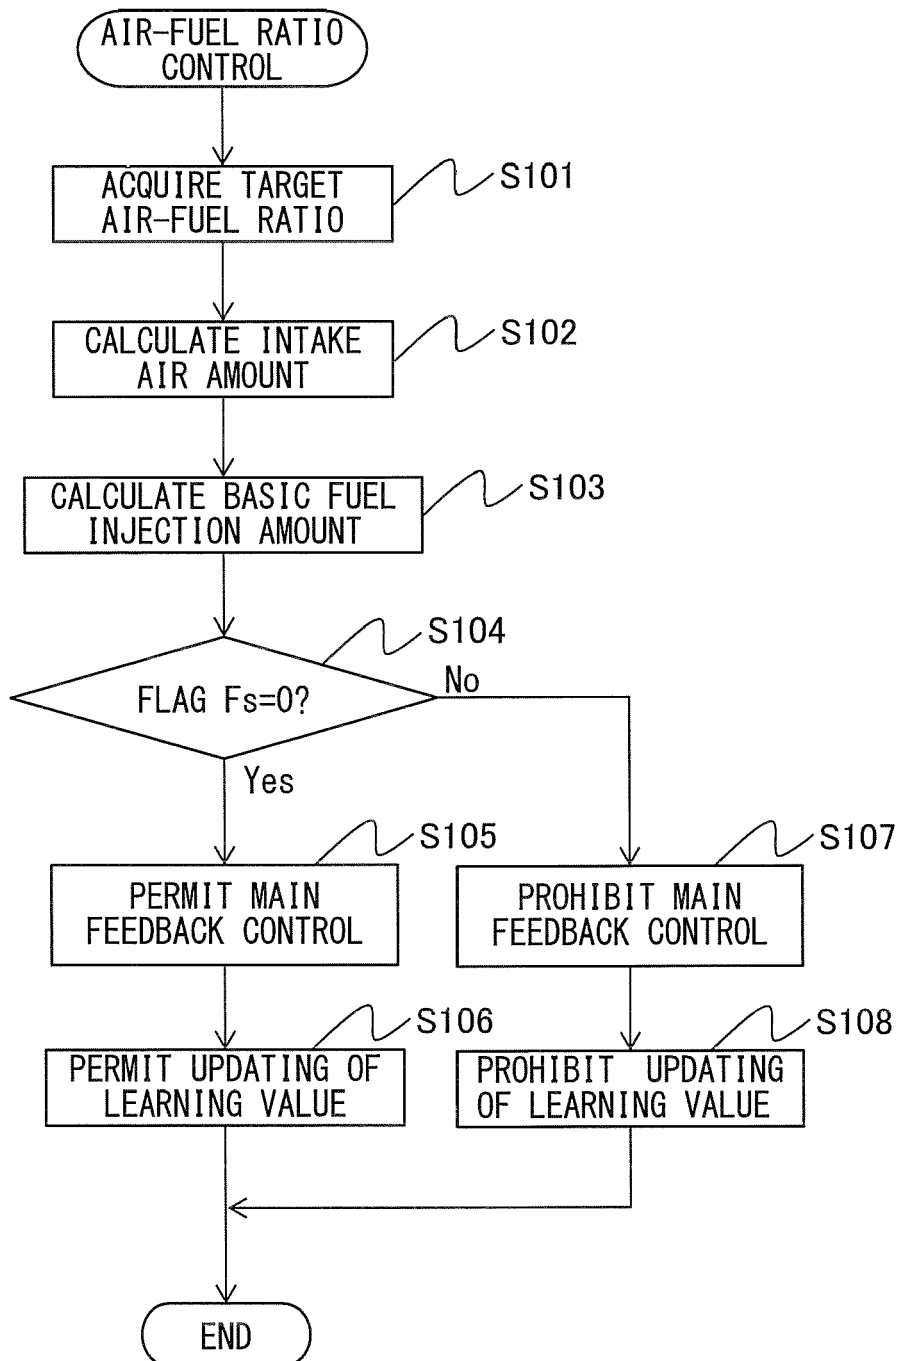 AIR-FUEL RATIO
CONTROL
ACQUIRE TARGET
AIR-FUEL RATIO
S101
CALCULATE INTAKE
AIR AMOUNT
S102
CALCULATE BASIC FUEL
INJECTION AMOUNT
S103
S104
FLAG Fs=0?
No
Yes
S105
PERMIT MAIN
FEEDBACK CONTROL
S107
PROHIBIT MAIN
FEEDBACK CONTROL
S106
PERMIT UPDATING OF
LEARNING VALUE
S108
PROHIBIT UPDATING
OF LEARNING VALUE
END